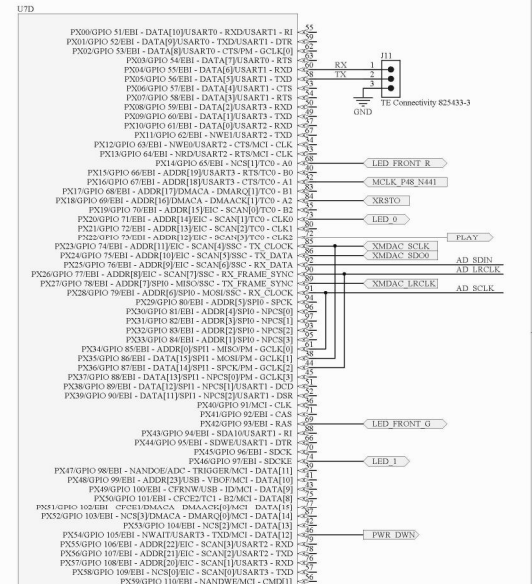 U7D
PX00/GPIO 51/EBI - DATA[10]/USART0 - RXD/USART1 - RI
PX01/GPIO 52/EBI - DATA[9]/USART0 - TXD/USART1 - DTR
PX02/GPIO 53/EBI - DATA[8]/USART0 - CTS/PM - GCLK[0]
PX03/GPIO 54/EBI - DATA[7]/USART0 - RTS
PX04/GPIO 55/EBI - DATA[6]/USART1 - RXD
PX05/GPIO 56/EBI - DATA[5]/USART1 - TXD
PX06/GPIO 57/EBI - DATA[4]/USART1 - CTS
PX07/GPIO 58/EBI - DATA[3]/USART1 - RTS
PX08/GPIO 59/EBI - DATA[2]/USART3 - RXD
PX09/GPIO 60/EBI - DATA[1]/USART3 - TXD
PX10/GPIO 61/EBI - DATA[0]/USART2 - RXD
PX11/GPIO 62/EBI - NWE1/USART2 - TXD
PX12/GPIO 63/EBI - NWE0/USART2 - CTS/MCI - CLK
PX13/GPIO 64/EBI - NRD/USART2 - RTS/MCI - CLK
PX14/GPIO 65/EBI - NCS[1]/TC0 - A0
PX15/GPIO 66/EBI - ADDR[19]/USART3 - RTS/TC0 - B0
PX16/GPIO 67/EBI - ADDR[18]/USART3 - CTS/TC0 - A1
PX17/GPIO 68/EBI - ADDR[17]/DMACA - DMARQ[1]/TC0 - B1
PX18/GPIO 69/EBI - ADDR[16]/DMACA - DMAACK[1]/TC0 - A2
PX19/GPIO 70/EBI - ADDR[15]/EIC - SCAN[0]/TC0 - B2
PX20/GPIO 71/EBI - ADDR[14]/EIC - SCAN[1]/TC0 - CLK0
PX21/GPIO 72/EBI - ADDR[13]/EIC - SCAN[2]/TC0 - CLK1
PX22/GPIO 73/EBI - ADDR[12]/EIC - SCAN[3]/TC0 - CLK2
PX23/GPIO 74/EBI - ADDR[11]/EIC - SCAN[4]/SSC - TX_CLOCK
PX24/GPIO 75/EBI - ADDR[10]/EIC - SCAN[5]/SSC - TX_DATA
PX25/GPIO 76/EBI - ADDR[9]/EIC - SCAN[6]/SSC - RX_DATA
PX26/GPIO 77/EBI - ADDR[8]/EIC - SCAN[7]/SSC - RX_FRAME_SYNC
PX27/GPIO 78/EBI - ADDR[7]/SPI0 - MISO/SSC - TX_FRAME_SYNC
PX28/GPIO 79/EBI - ADDR[6]/SPI0 - MOSI/SSC - RX_CLOCK
PX29/GPIO 80/EBI - ADDR[5]/SPI0 - SPCK
PX30/GPIO 81/EBI - ADDR[4]/SPI0 - NPCS[0]
PX31/GPIO 82/EBI - ADDR[3]/SPI0 - NPCS[1]
PX32/GPIO 83/EBI - ADDR[2]/SPI0 - NPCS[2]
PX33/GPIO 84/EBI - ADDR[1]/SPI0 - NPCS[3]
PX34/GPIO 85/EBI - ADDR[0]/SPI1 - MISO/PM - GCLK[0]
PX35/GPIO 86/EBI - DATA[15]/SPI1 - MOSI/PM - GCLK[1]
PX36/GPIO 87/EBI - DATA[14]/SPI1 - SPCK/PM - GCLK[2]
PX37/GPIO 88/EBI - DATA[13]/SPI1 - NPCS[0]/PM - GCLK[3]
PX38/GPIO 89/EBI - DATA[12]/SPI1 - NPCS[1]/USART1 - DCD
PX39/GPIO 90/EBI - DATA[11]/SPI1 - NPCS[2]/USART1 - DSR
PX40/GPIO 91/MCI - CLK
PX41/GPIO 92/EBI - CAS
PX42/GPIO 93/EBI - RAS
PX43/GPIO 94/EBI - SDA10/USART1 - RI
PX44/GPIO 95/EBI - SDWE/USART1 - DTR
PX45/GPIO 96/EBI - SDCK
PX46/GPIO 97/EBI - SDCKE
PX47/GPIO 98/EBI - NANDOE/ADC - TRIGGER/MCI - DATA[11]
PX48/GPIO 99/EBI - ADDR[23]/USB - VBOF/MCI - DATA[10]
PX49/GPIO 100/EBI - CFRNW/USB - ID/MCI - DATA[9]
PX50/GPIO 101/EBI - CFCE2/TC1 - B2/MCI - DATA[8]
PX51/GPIO 102/EBI - CFCE1/DMACA - DMAACK[0]/MCI - DATA[15]
PX52/GPIO 103/EBI - NCS[3]/DMACA - DMARQ[0]/MCI - DATA[14]
PX53/GPIO 104/EBI - NCS[2]/MCI - DATA[13]
PX54/GPIO 105/EBI - NWAIT/USART3 - TXD/MCI - DATA[12]
PX55/GPIO 106/EBI - ADDR[22]/EIC - SCAN[3]/USART2 - RXD
PX56/GPIO 107/EBI - ADDR[21]/EIC - SCAN[2]/USART2 - TXD
PX57/GPIO 108/EBI - ADDR[20]/EIC - SCAN[1]/USART3 - RXD
PX58/GPIO 109/EBI - NCS[0]/EIC - SCAN[0]/USART3 - TXD
PX59/GPIO 110/EBI - NANDWE/MCI - CMD[1]
55
59
62
63
60
58
RX
TX
J11
1
2
3
GND
TE Connectivity 825433-3
LED_FRONT_R
MCLK_P48_N441
XRSTO
LED_0
PLAY
XMDAC_SCLK
XMDAC_SDO0
AD_SDIN
AD_LRCLK
XMDAC_LRCLK
AD_SCLK
LED_FRONT_G
LED_1
PWR_DWN